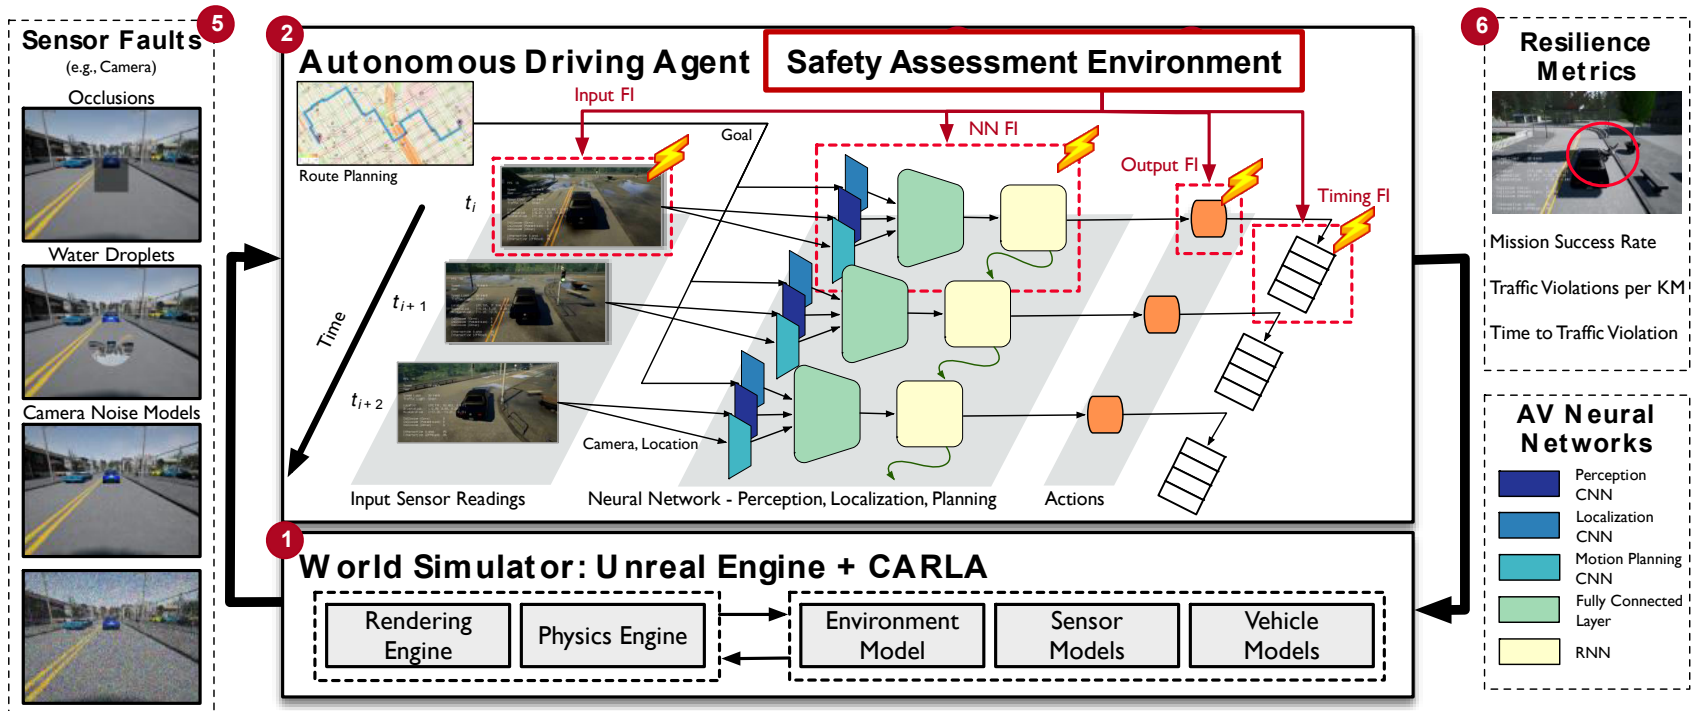 5
Sensor Faults
(e.g., Camera)
Occlusions
Water Droplets
Camera Noise Models
2
Autonomous Driving Agent
Safety Assessment Environment
Input FI
NN FI
Output FI
Timing FI
Goal
Route Planning
t i
t i + 1
t i + 2
Time
Camera, Location
Input Sensor Readings
Neural Network - Perception, Localization, Planning
Actions
1
World Simulator: Unreal Engine + CARLA
Rendering
Engine
Physics Engine
Environment
Model
Sensor
Models
Vehicle
Models
6
Resilience
Metrics
Mission Success Rate
Traffic Violations per KM
Time to Traffic Violation
AV Neural
Networks
Perception
CNN
Localization
CNN
Motion Planning
CNN
Fully Connected
Layer
RNN